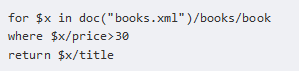 for $x in doc("books.xml")/books/book
where $x/price>30
return $x/title